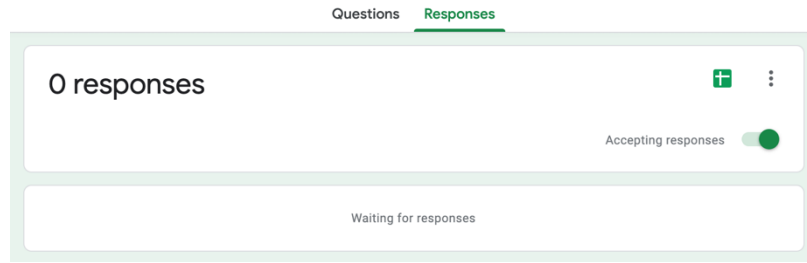 Questions Responses
0 responses
Accepting responses
Waiting for responses